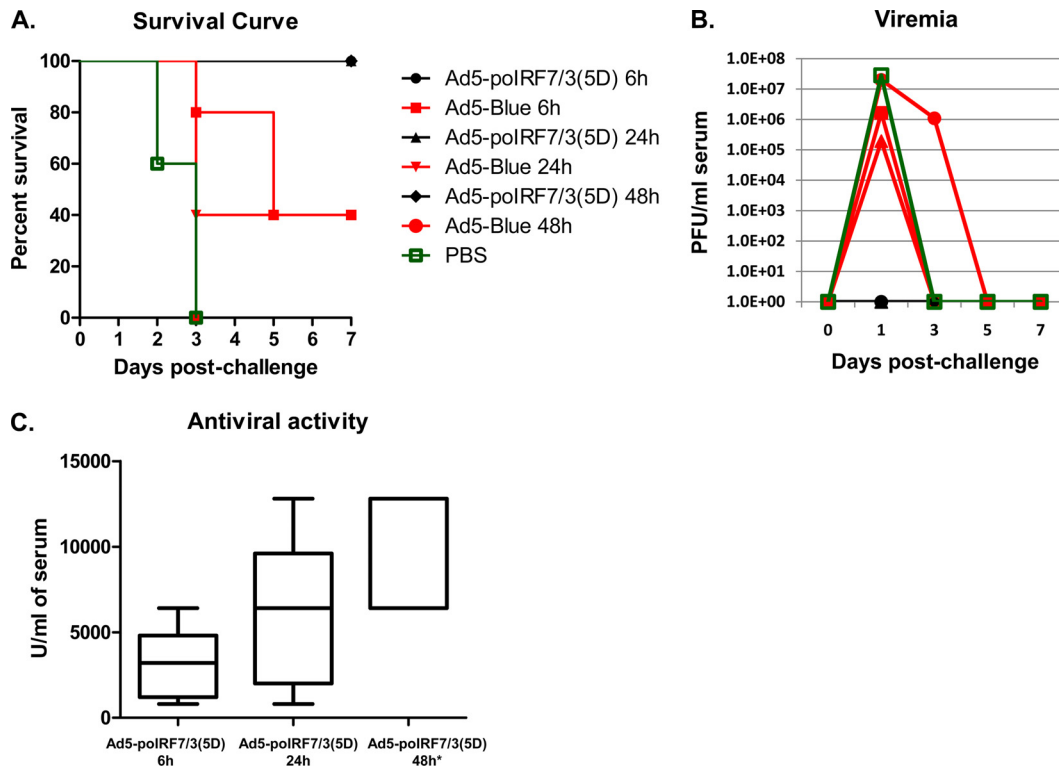 A.
Survival Curve
Percent survival
100
80
60
40
20
0
0 1 2 3 4 5 6 7
Days post-challenge
Ad5-poIRF7/3(5D) 6h
Ad5-Blue 6h
Ad5-poIRF7/3(5D) 24h
Ad5-Blue 24h
Ad5-poIRF7/3(5D) 48h
Ad5-Blue 48h
PBS
B.
Viremia
PFU/ml serum
1.0E+08
1.0E+07
1.0E+06
1.0E+05
1.0E+04
1.0E+03
1.0E+02
1.0E+01
1.0E+00
0 1 3 5 7
Days post-challenge
C.
Antiviral activity
U/ml of serum
15000
10000
5000
0
Ad5-poIRF7/3(5D)
6h
Ad5-poIRF7/3(5D)
24h
Ad5-poIRF7/3(5D)
48h*